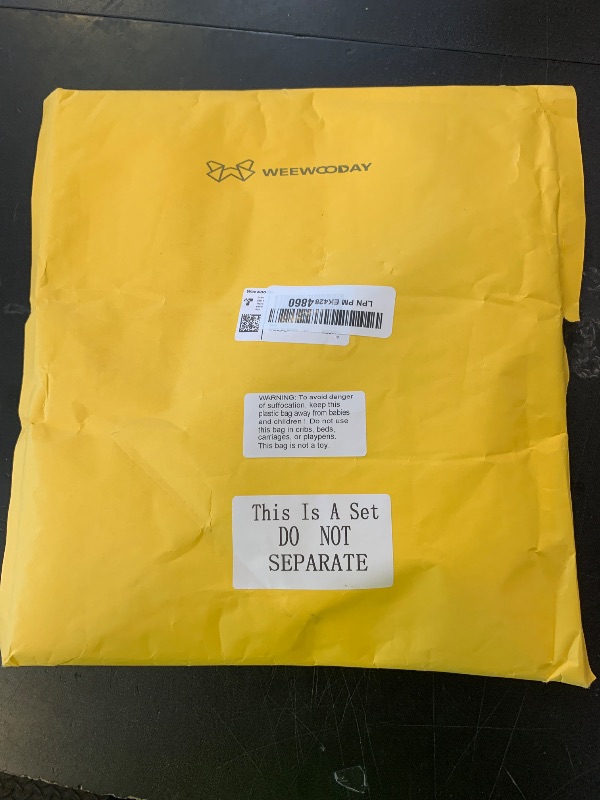 WEEWOODAY
LPN PM EK428 4860
WARNING: To avoid danger
of suffocation, keep this
plastic bag away from babies
and children! Do not use
this bag in cribs, beds,
carriages, or playpens.
This bag is not a toy.
This Is A Set
DO NOT
SEPARATE